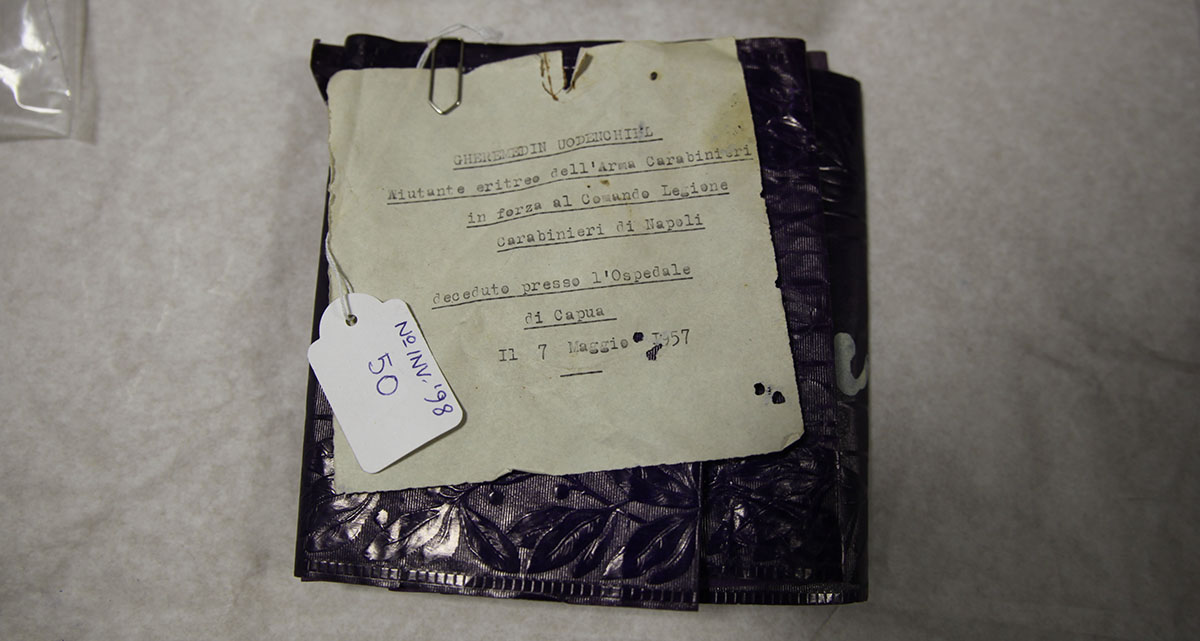 GHEREMEDIN UODENCHIEL
Aiutante eritreo dell'Arma Carabinieri
in forza al Comando Legione
Carabinieri di Napoli
deceduto presso l'Ospedale
di Capua
Il 7 Maggio 1957
No INV. '98
50